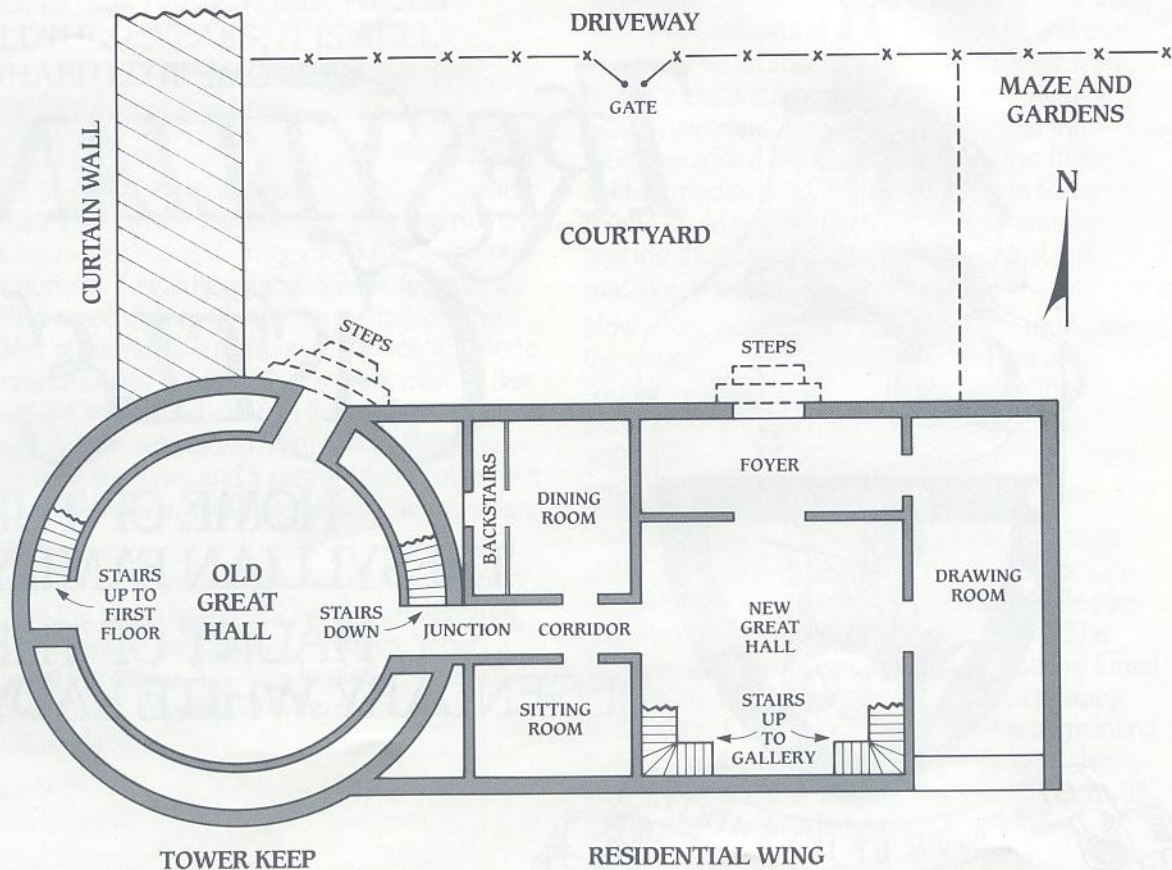 DRIVEWAY
GATE
MAZE AND
GARDENS
N
CURTAIN WALL
COURTYARD
STEPS
STEPS
FOYER
BACKSTAIRS
DINING
ROOM
DRAWING
ROOM
STAIRS
UP TO
FIRST
FLOOR
OLD
GREAT
HALL
STAIRS
DOWN
JUNCTION
CORRIDOR
NEW
GREAT
HALL
SITTING
ROOM
STAIRS
UP
TO
GALLERY
TOWER KEEP
RESIDENTIAL WING